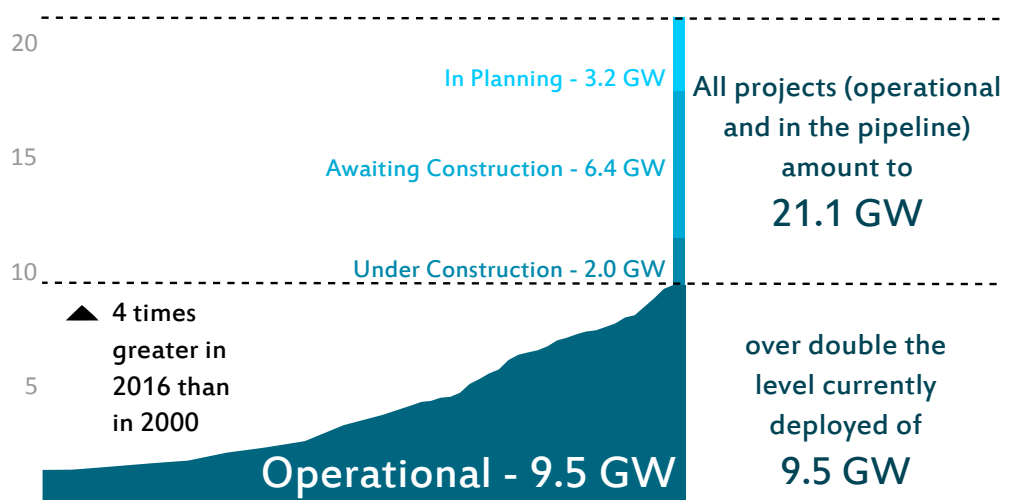 20
15
10
5
In Planning - 3.2 GW
Awaiting Construction - 6.4 GW
Under Construction - 2.0 GW
▲ 4 times
greater in
2016 than
in 2000
Operational - 9.5 GW
All projects (operational
and in the pipeline)
amount to
21.1 GW
over double the
level currently
deployed of
9.5 GW